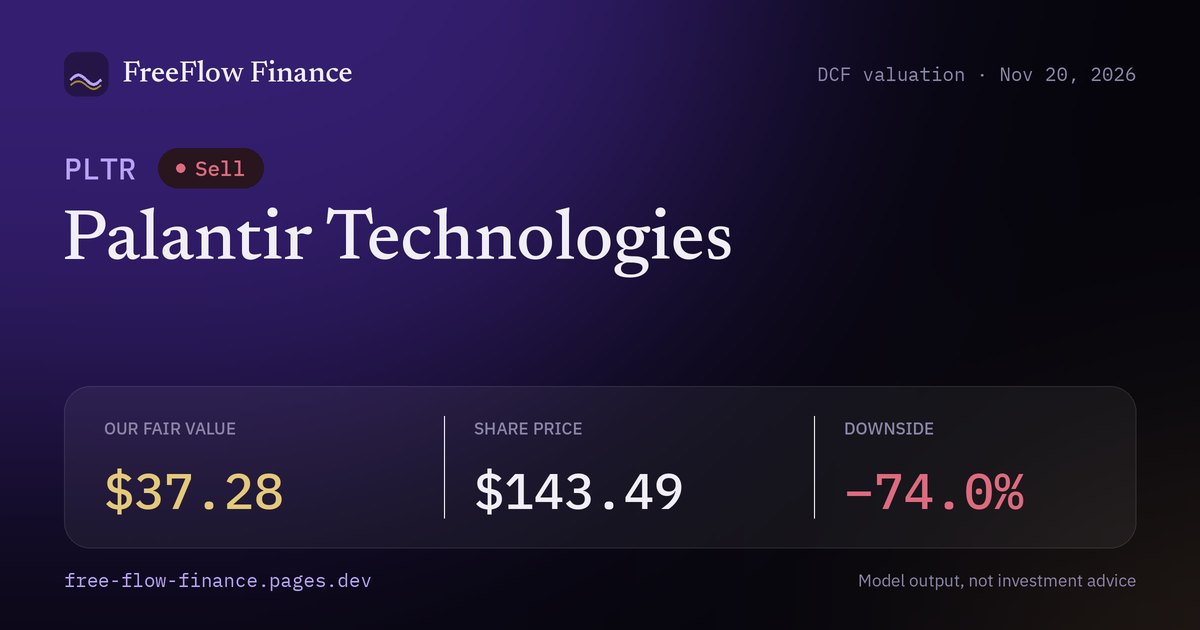 FreeFlow Finance
DCF valuation · Nov 20, 2026
PLTR
Sell
Palantir Technologies
OUR FAIR VALUE
$37.28
SHARE PRICE
$143.49
DOWNSIDE
−74.0%
free-flow-finance.pages.dev
Model output, not investment advice